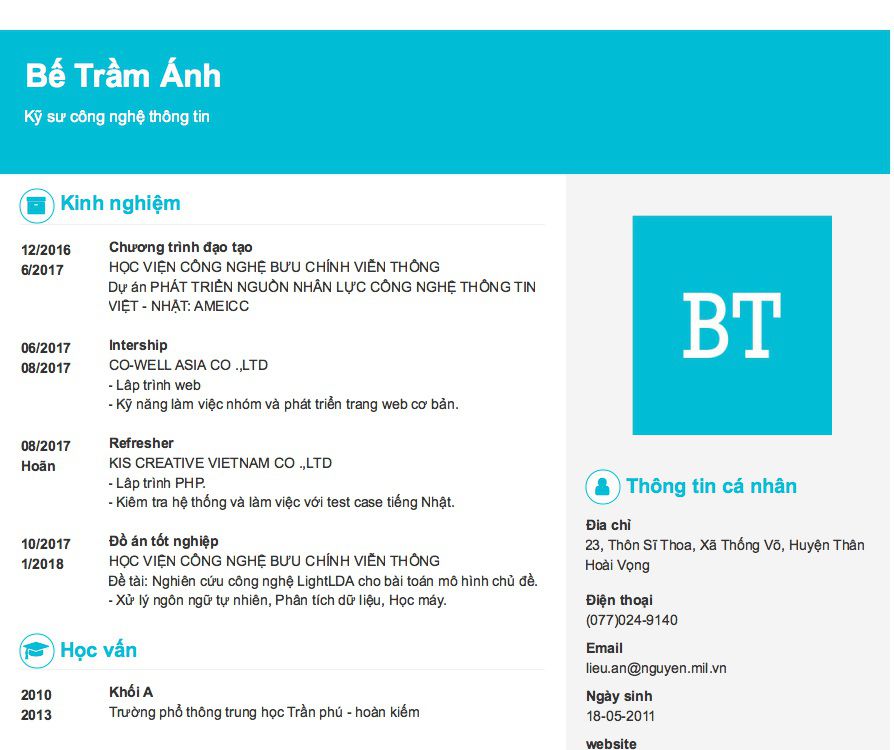 Bế Trầm Ánh
Kỹ sư công nghệ thông tin
Kinh nghiệm
12/2016
6/2017
Chương trình đạo tạo
HỌC VIỆN CÔNG NGHỆ BƯU CHÍNH VIỄN THÔNG
Dự án PHÁT TRIỂN NGUỒN NHÂN LỰC CÔNG NGHỆ THÔNG TIN
VIỆT - NHẬT: AMEICC
06/2017
08/2017
Intership
CO-WELL ASIA CO .,LTD
- Lập trình web
- Kỹ năng làm việc nhóm và phát triển trang web cơ bản.
08/2017
Hoãn
Refresher
KIS CREATIVE VIETNAM CO .,LTD
- Lập trình PHP.
- Kiêm tra hệ thống và làm việc với test case tiếng Nhật.
10/2017
1/2018
Đồ án tốt nghiệp
HỌC VIỆN CÔNG NGHỆ BƯU CHÍNH VIỄN THÔNG
Đề tài: Nghiên cứu công nghệ LightLDA cho bài toán mô hình chủ đề.
- Xử lý ngôn ngữ tự nhiên, Phân tích dữ liệu, Học máy.
Học vấn
2010
2013
Khối A
Trường phổ thông trung học Trần phú - hoàn kiếm
BT
Thông tin cá nhân
Địa chỉ
23, Thôn Sĩ Thoa, Xã Thống Võ, Huyện Thân
Hoài Vọng
Điện thoại
(077)024-9140
Email
lieu.an@nguyen.mil.vn
Ngày sinh
18-05-2011
website